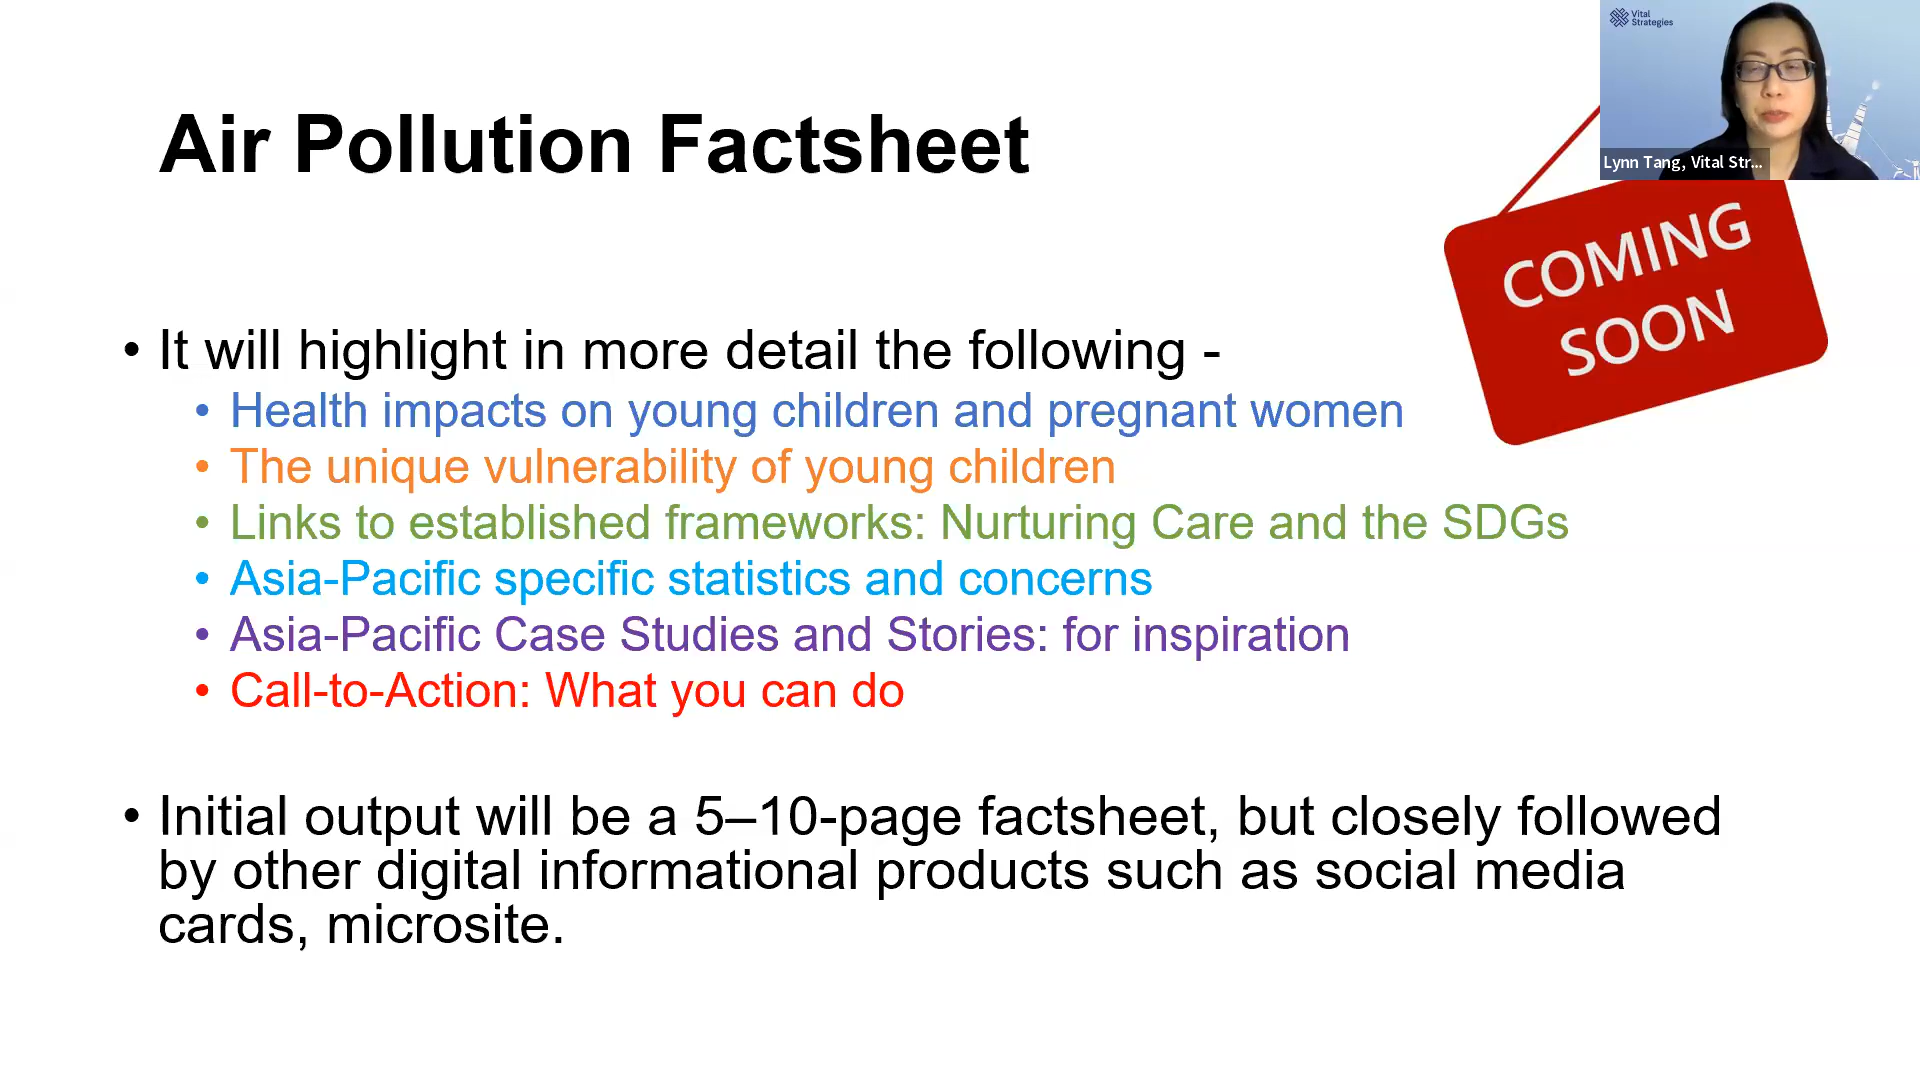 Vital
Strategies
Lynn Tang, Vital Str...
Air Pollution Factsheet
COMING
SOON
• It will highlight in more detail the following -
• Health impacts on young children and pregnant women
• The unique vulnerability of young children
• Links to established frameworks: Nurturing Care and the SDGs
• Asia-Pacific specific statistics and concerns
• Asia-Pacific Case Studies and Stories: for inspiration
• Call-to-Action: What you can do
• Initial output will be a 5–10-page factsheet, but closely followed
by other digital informational products such as social media
cards, microsite.